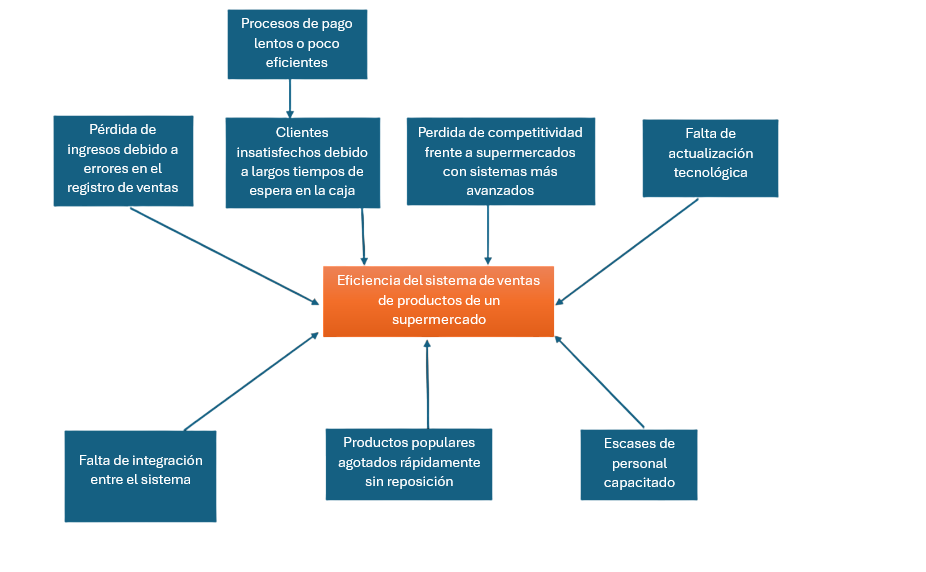 Procesos de pago
lentos o poco
eficientes
Pérdida de
ingresos debido a
errores en el
registro de ventas
Clientes
insatisfechos debido
a largos tiempos de
espera en la caja
Perdida de competitividad
frente a supermercados
con sistemas más
avanzados
Falta de
actualización
tecnológica
Eficiencia del sistema de ventas
de productos de un
supermercado
Falta de integración
entre el sistema
Productos populares
agotados rápidamente
sin reposición
Escases de
personal
capacitado